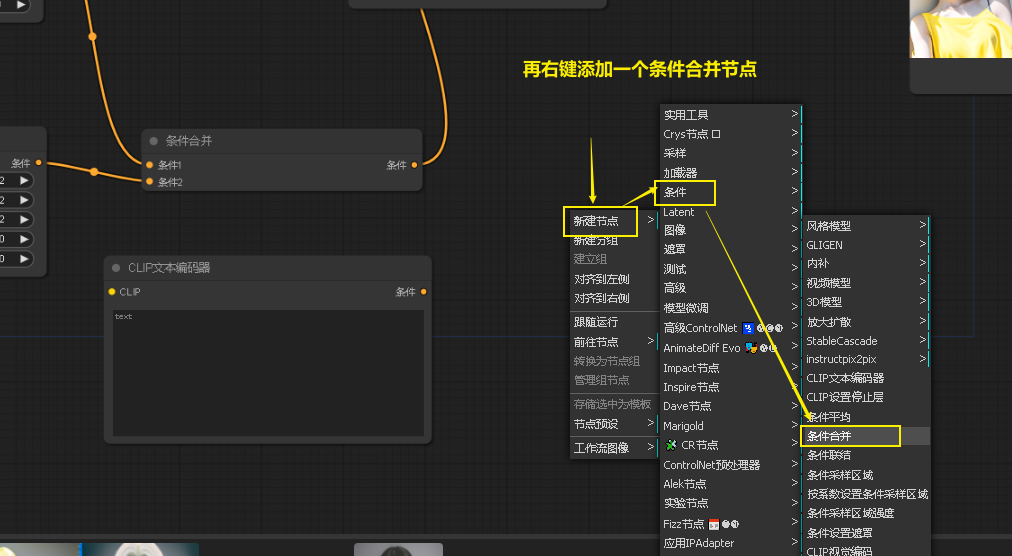 再右键添加一个条件合并节点
条件合并
条件1
条件
条件2
条件
2
2
2
0
0
CLIP文本编码器
CLIP
条件
text
新建节点
新建分组
建立组
对齐到左侧
对齐到右侧
跟随运行
前往节点
转换为节点组
管理组节点
存储选中为模板
节点预设
工作流图像
实用工具
Crys节点
采样
加载器
条件
Latent
图像
遮罩
测试
高级
模型微调
高级ControlNet
AnimateDiff Evo
Impact节点
Inspire节点
Dave节点
Marigold
CR节点
ControlNet预处理器
Alek节点
实验节点
Fizz节点
应用IPAdapter
风格模型
GLIGEN
内补
视频模型
3D模型
放大扩散
StableCascade
instructpix2pix
CLIP文本编码器
CLIP设置停止层
条件平均
条件合并
条件联结
条件采样区域
按系数设置条件采样区域
条件采样区域强度
条件设置遮罩
CLIP视觉编码